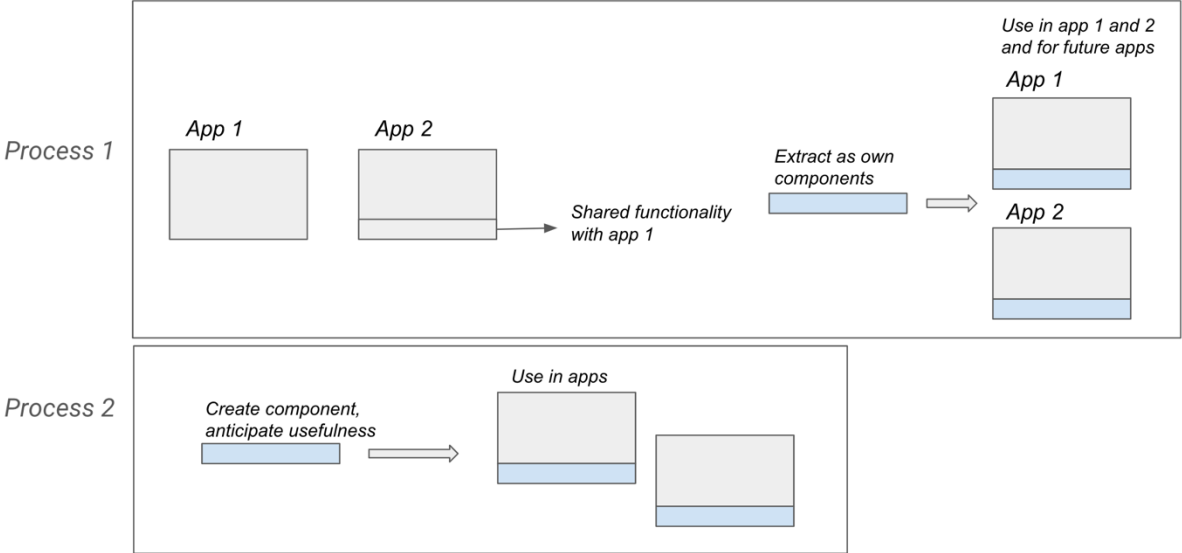 Process 1
App 1
App 2
Shared functionality
with app 1
Extract as own
components
Use in app 1 and 2
and for future apps
App 1
App 2
Process 2
Create component,
anticipate usefulness
Use in apps